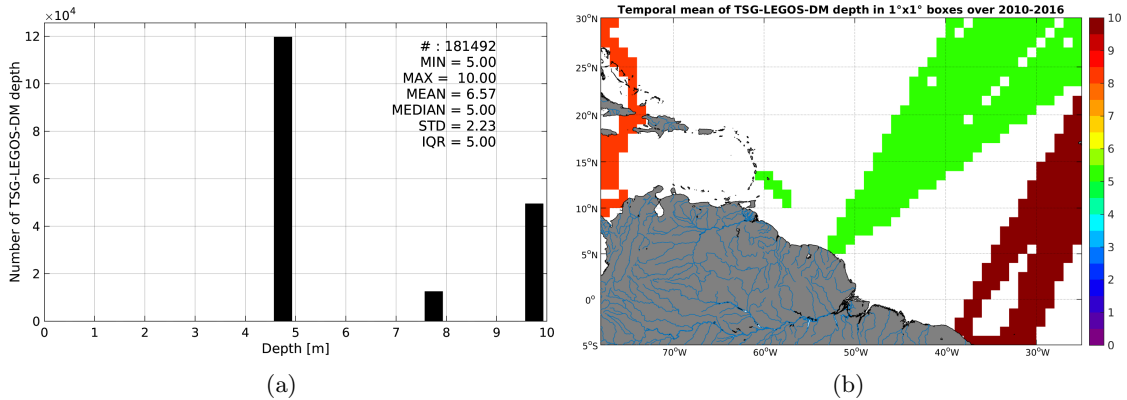 ×10⁴
12
10
8
6
4
2
0
Number of TSG-LEGOS-DM depth
# : 181492
MIN = 5.00
MAX = 10.00
MEAN = 6.57
MEDIAN = 5.00
STD = 2.23
IQR = 5.00
0 1 2 3 4 5 6 7 8 9 10
Depth [m]
(a)
Temporal mean of TSG-LEGOS-DM depth in 1°x1° boxes over 2010-2016
30°N
25°N
20°N
15°N
10°N
5°N
0°
5°S
70°W 60°W 50°W 40°W 30°W
10
9
8
7
6
5
4
3
2
1
0
(b)